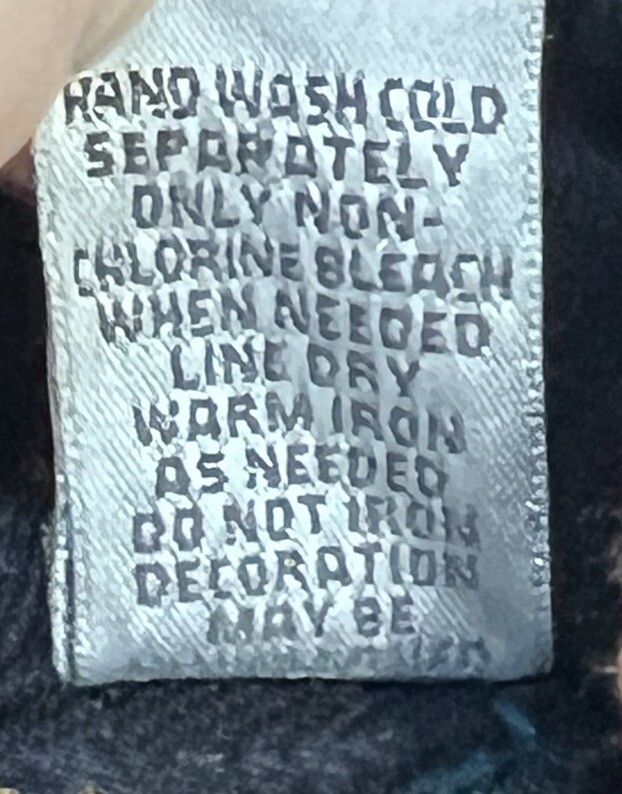 HAND WASH COLD
SEPARATELY
ONLY NON-
CHLORINE BLEACH
WHEN NEEDED
LINE DRY
WARM IRON
AS NEEDED
DO NOT IRON
DECORATION
MAY BE